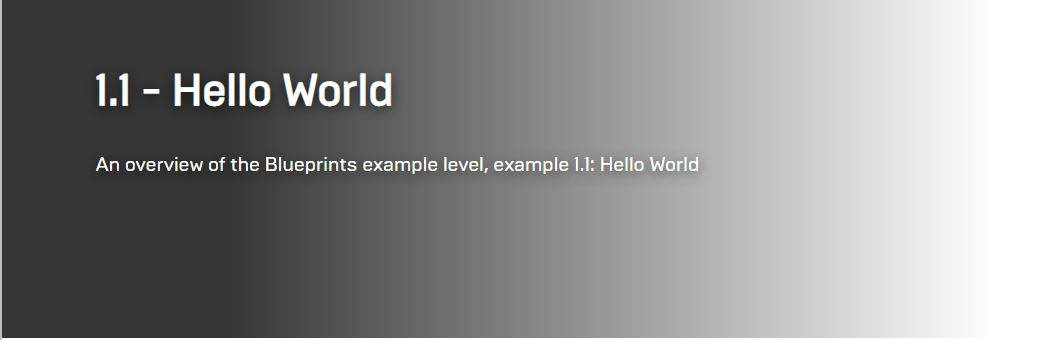 1.1 - Hello World
An overview of the Blueprints example level, example 1.1: Hello World